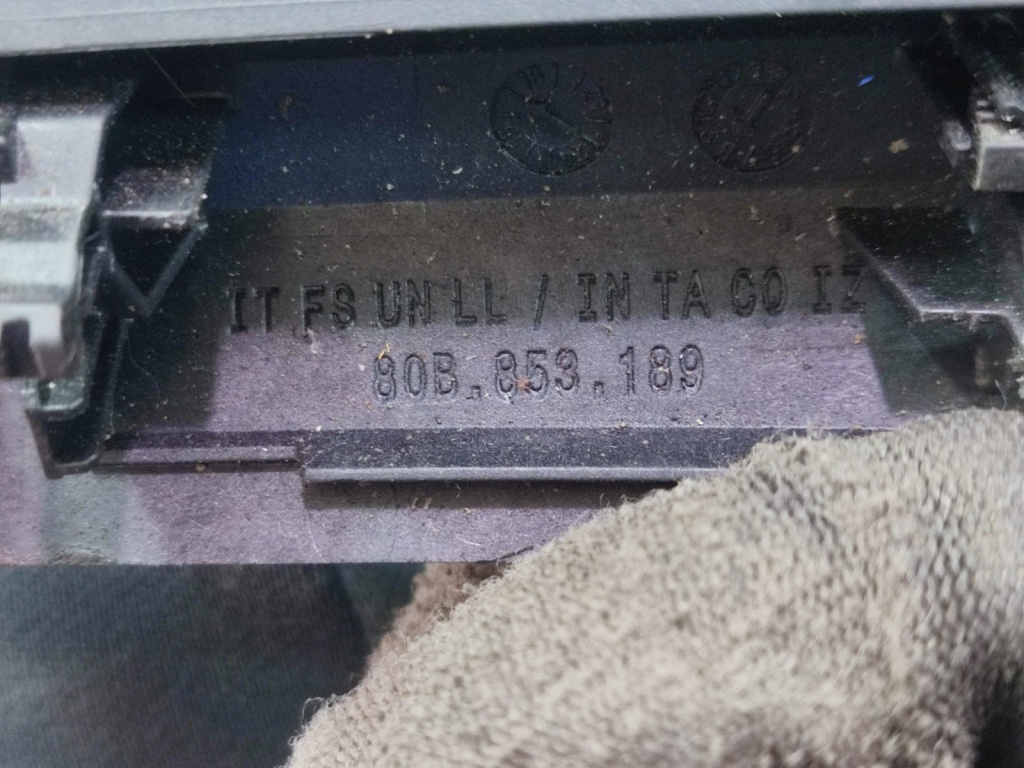 IT FS UN LL / IN TA CO IZ
80B.853.189